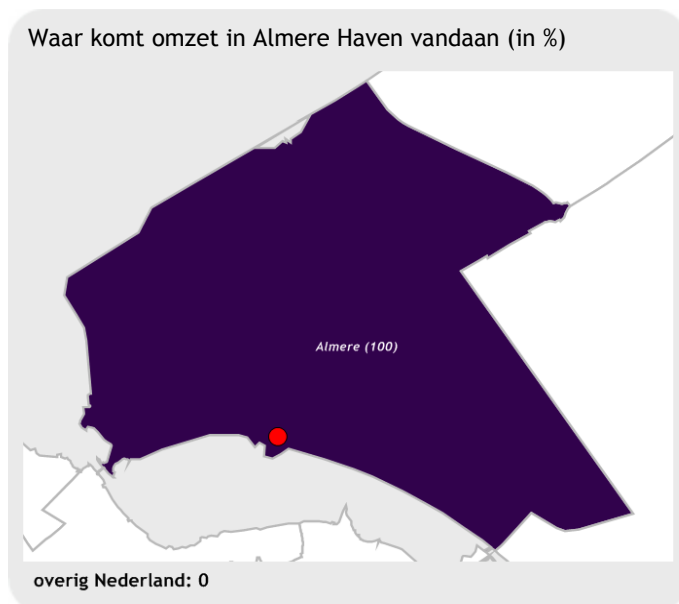 Waar komt omzet in Almere Haven vandaan (in %)
Almere (100)
overig Nederland: 0